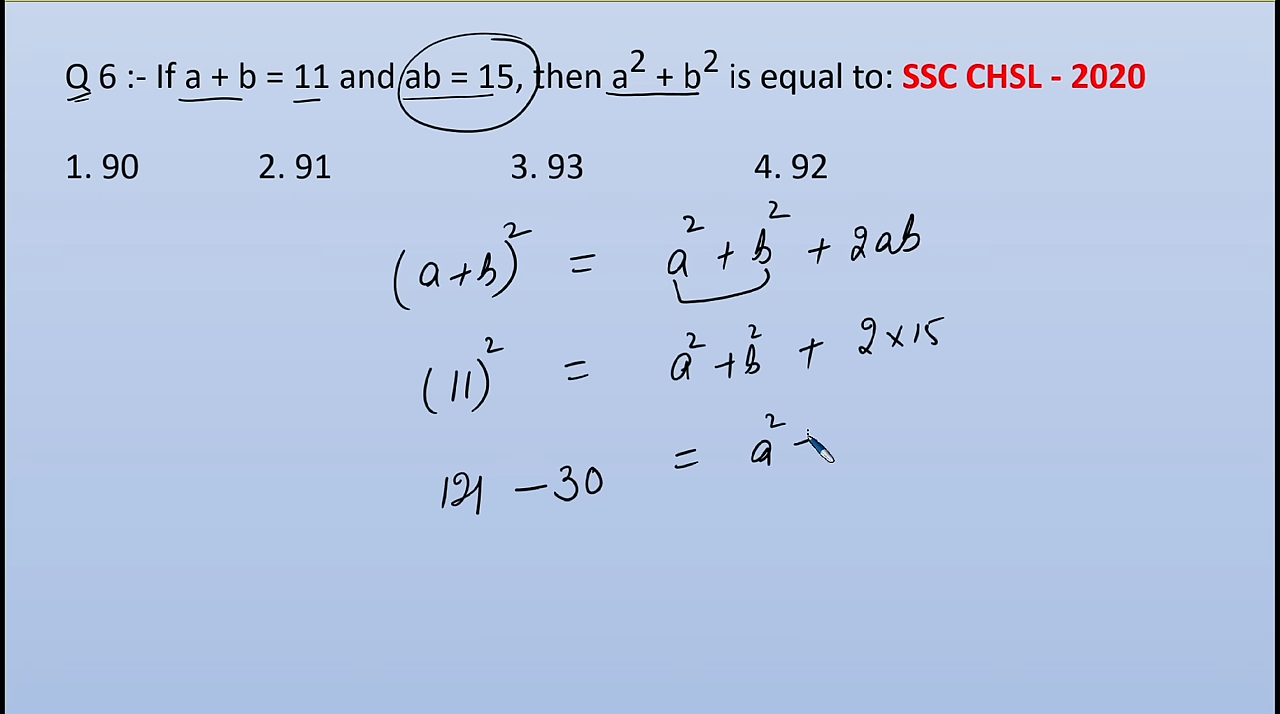 Q 6 :- If a + b = 11 and ab = 15, then a² + b² is equal to: SSC CHSL - 2020
1. 90 2. 91 3. 93 4. 92
(a+b)² = a² + b² + 2ab
(11)² = a² + b² + 2 × 15
121 - 30 = a² -